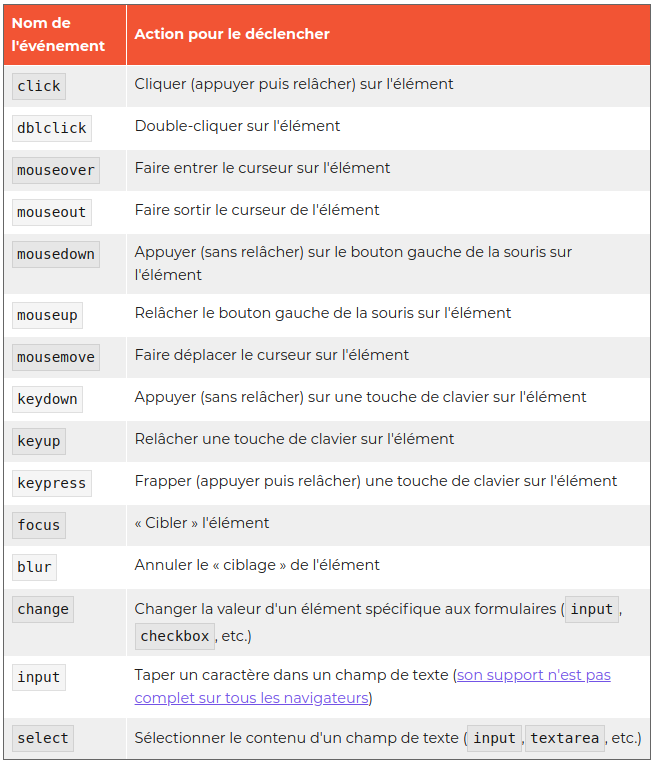 Nom de
l'événement
Action pour le déclencher
click
Cliquer (appuyer puis relâcher) sur l'élément
dblclick
Double-cliquer sur l'élément
mouseover
Faire entrer le curseur sur l'élément
mouseout
Faire sortir le curseur de l'élément
mousedown
Appuyer (sans relâcher) sur le bouton gauche de la souris sur
l'élément
mouseup
Relâcher le bouton gauche de la souris sur l'élément
mousemove
Faire déplacer le curseur sur l'élément
keydown
Appuyer (sans relâcher) sur une touche de clavier sur l'élément
keyup
Relâcher une touche de clavier sur l'élément
keypress
Frapper (appuyer puis relâcher) une touche de clavier sur l'élément
focus
« Cibler » l'élément
blur
Annuler le « ciblage » de l'élément
change
Changer la valeur d'un élément spécifique aux formulaires ( input ,
checkbox , etc.)
input
Taper un caractère dans un champ de texte (son support n'est pas
complet sur tous les navigateurs)
select
Sélectionner le contenu d'un champ de texte ( input , textarea , etc.)